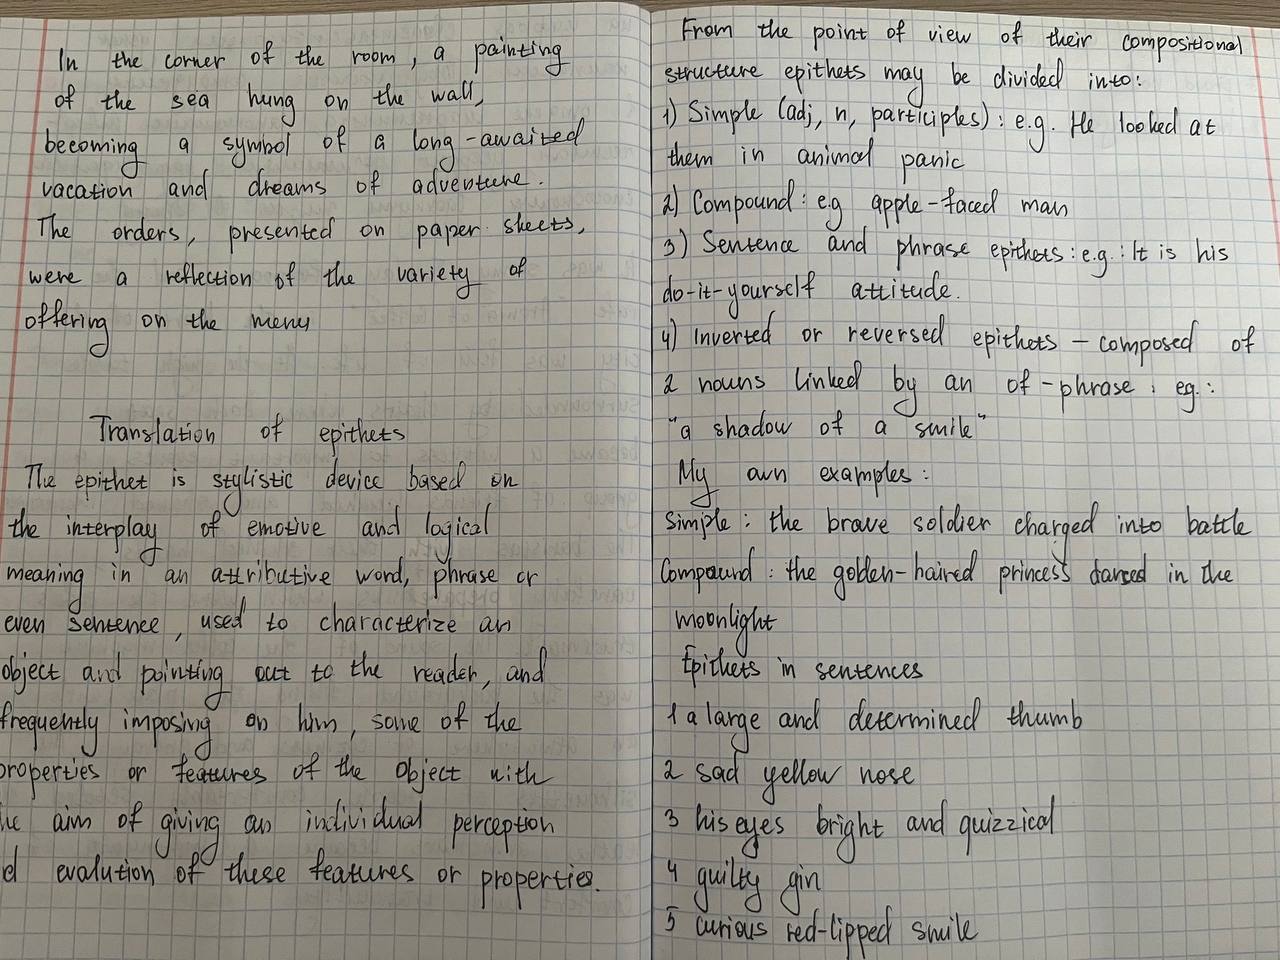 In the corner of the room, a painting
of the sea hung on the wall,
becoming a symbol of a long-awaited
vacation and dreams of adventure.
The orders, presented on paper sheets,
were a reflection of the variety of
offering on the menu
Translation of epithets
The epithet is stylistic device based on
the interplay of emotive and logical
meaning in an attributive word, phrase or
even sentence, used to characterize an
object and pointing out to the reader, and
frequently imposing on him, some of the
properties or features of the object with
he aim of giving an individual perception
d evalution of these features or properties.
From the point of view of their compositional
structure epithets may be divided into:
1) Simple (adj, n, participles): e.g. He looked at
them in animal panic
2) Compound: e.g apple-faced man
3) Sentence and phrase epithets: e.g.: It is his
do-it-yourself attitude.
4) Inverted or reversed epithets – composed of
2 nouns linked by an of-phrase: eg.:
"a shadow of a smile"
My own examples:
Simple: the brave soldier charged into battle
Compound: the golden-haired princess danced in the
moonlight
Epithets in sentences
1 a large and determined thumb
2 sad yellow nose
3 his eyes bright and quizzical
4 guilty gin
5 curious red-lipped smile